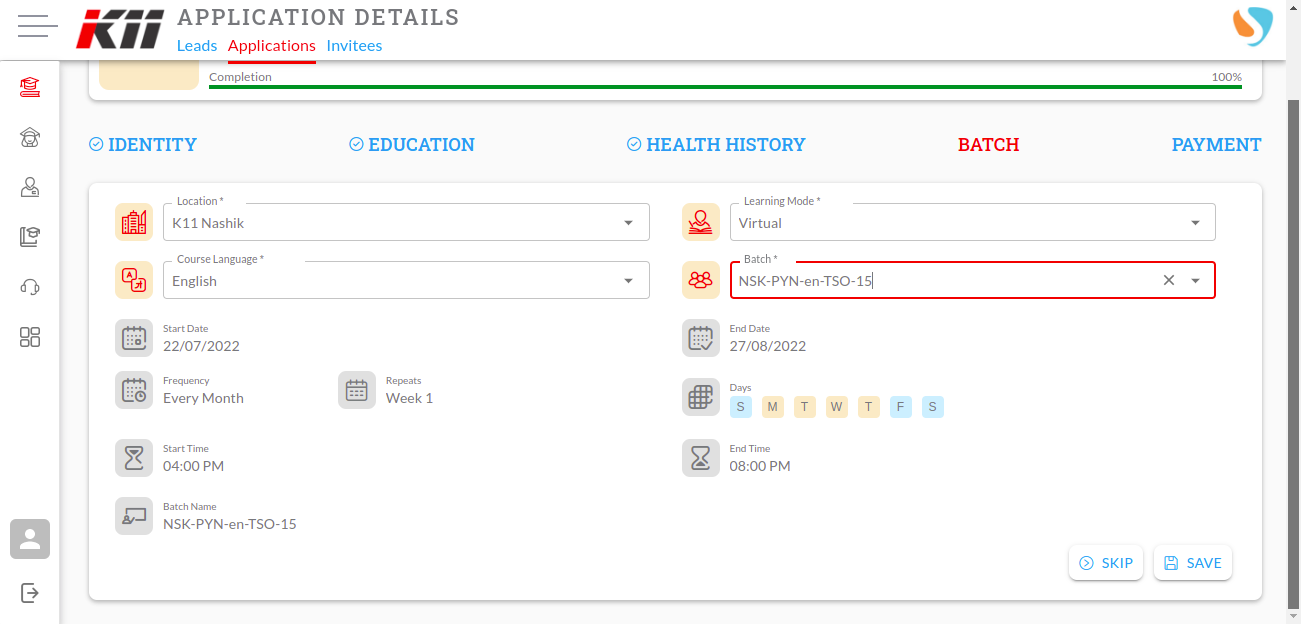 K11
APPLICATION DETAILS
Leads Applications Invitees
Completion 100%
IDENTITY EDUCATION HEALTH HISTORY BATCH PAYMENT
Location * Learning Mode *
K11 Nashik Virtual
Course Language * Batch *
A
English NSK-PYN-en-TSO-15
Start Date End Date
22/07/2022 27/08/2022
Frequency Repeats Days
Every Month Week 1 S M T W T F S
Start Time End Time
04:00 PM 08:00 PM
Batch Name
NSK-PYN-en-TSO-15
SKIP SAVE